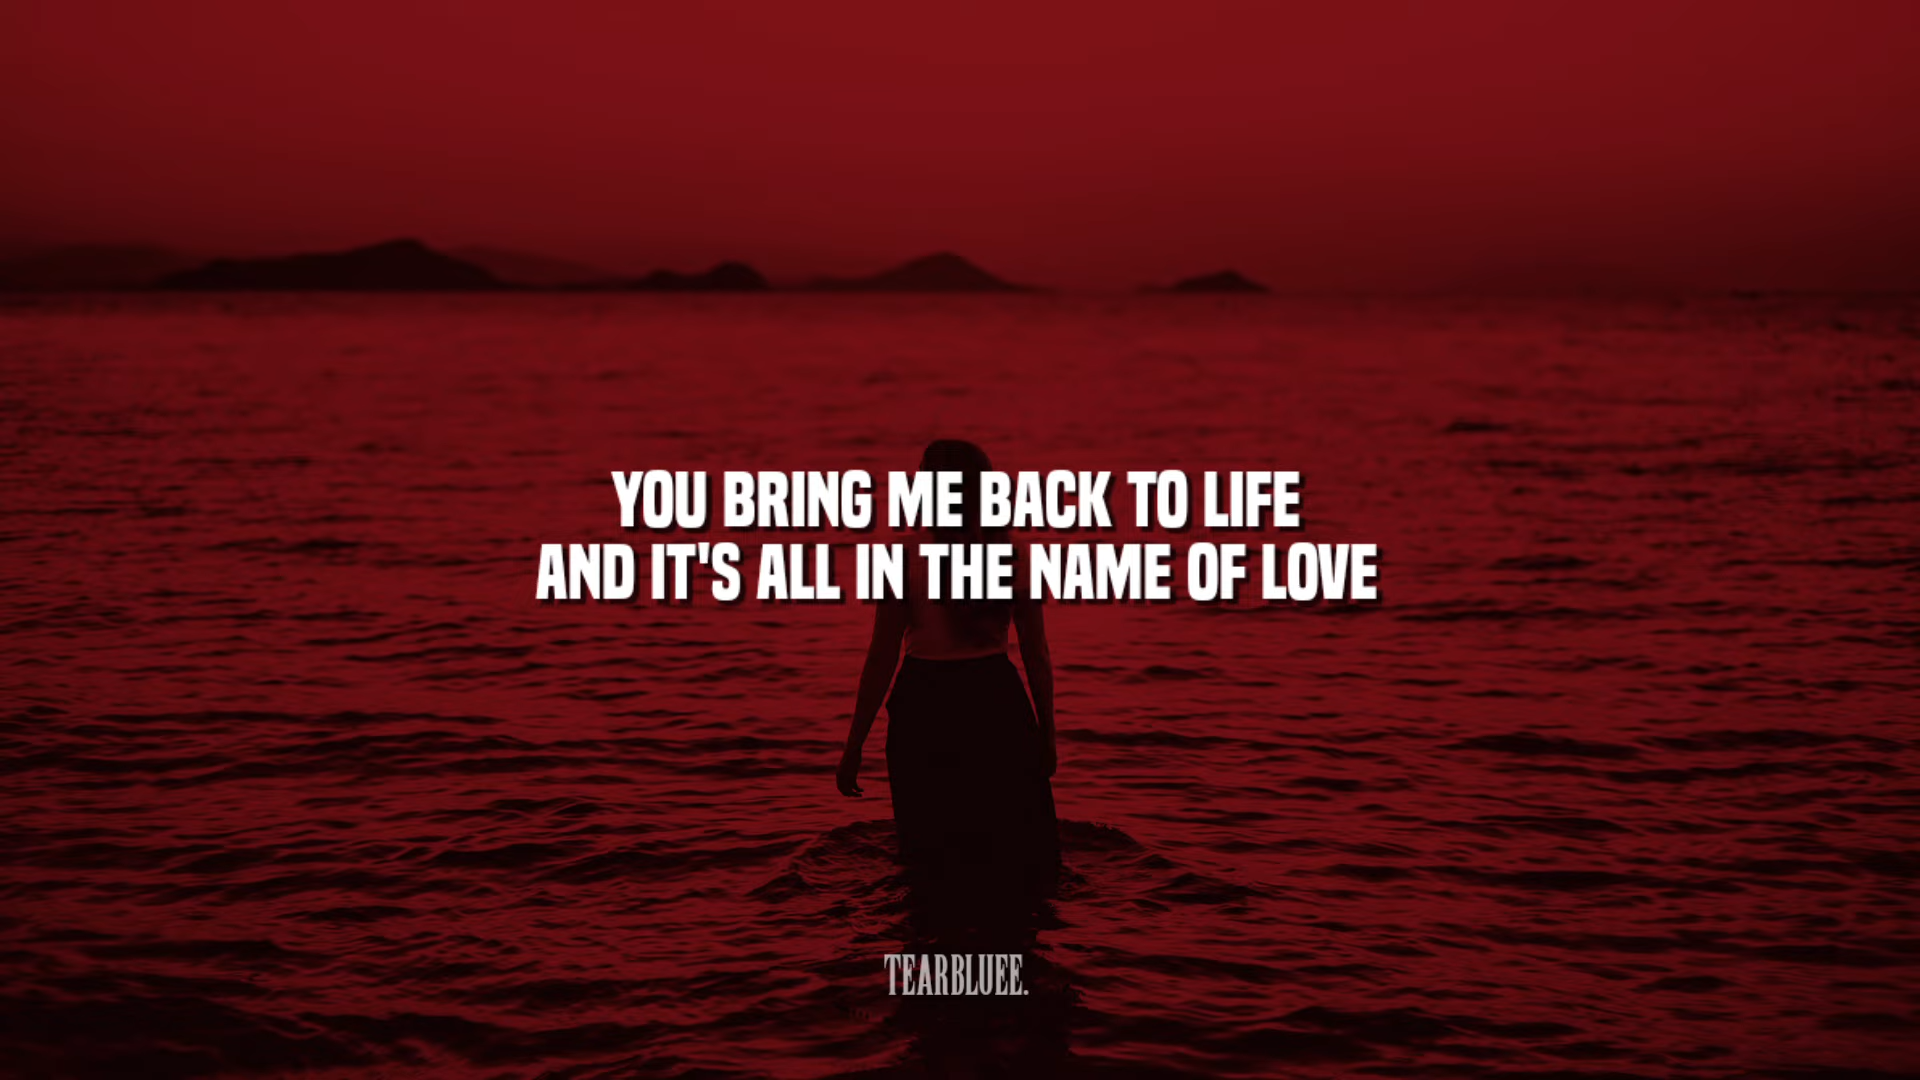 YOU BRING ME BACK TO LIFE
AND IT'S ALL IN THE NAME OF LOVE
TEARBLUEE.